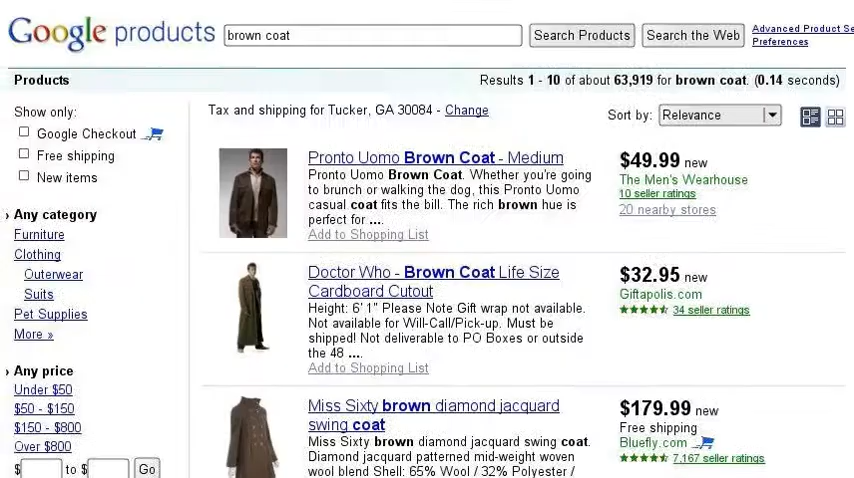 Google products
brown coat
Search Products
Search the Web
Advanced Product Se
Preferences
Products
Results 1 - 10 of about 63,919 for brown coat. (0.14 seconds)
Show only:
Google Checkout
Free shipping
New items
› Any category
Furniture
Clothing
Outerwear
Suits
Pet Supplies
More »
› Any price
Under $50
$50 - $150
$150 - $800
Over $800
$ to $ Go
Tax and shipping for Tucker, GA 30084 - Change
Sort by: Relevance
Pronto Uomo Brown Coat - Medium
Pronto Uomo Brown Coat. Whether you're going
to brunch or walking the dog, this Pronto Uomo
casual coat fits the bill. The rich brown hue is
perfect for ....
Add to Shopping List
$49.99 new
The Men's Wearhouse
10 seller ratings
20 nearby stores
Doctor Who - Brown Coat Life Size
Cardboard Cutout
Height: 6' 1" Please Note Gift wrap not available.
Not available for Will-Call/Pick-up. Must be
shipped! Not deliverable to PO Boxes or outside
the 48 ....
Add to Shopping List
$32.95 new
Giftapolis.com
34 seller ratings
Miss Sixty brown diamond jacquard
swing coat
Miss Sixty brown diamond jacquard swing coat.
Diamond jacquard patterned mid-weight woven
wool blend Shell: 65% Wool / 32% Polyester /
$179.99 new
Free shipping
Bluefly.com
7,167 seller ratings